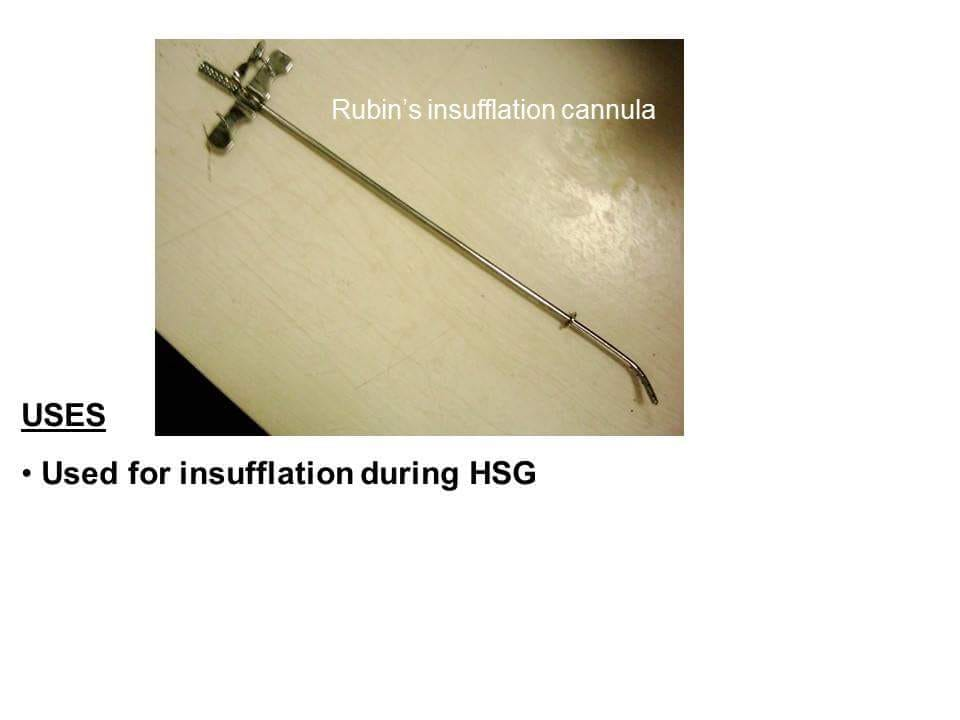 Rubin’s insufflation cannula
USES
• Used for insufflation during HSG